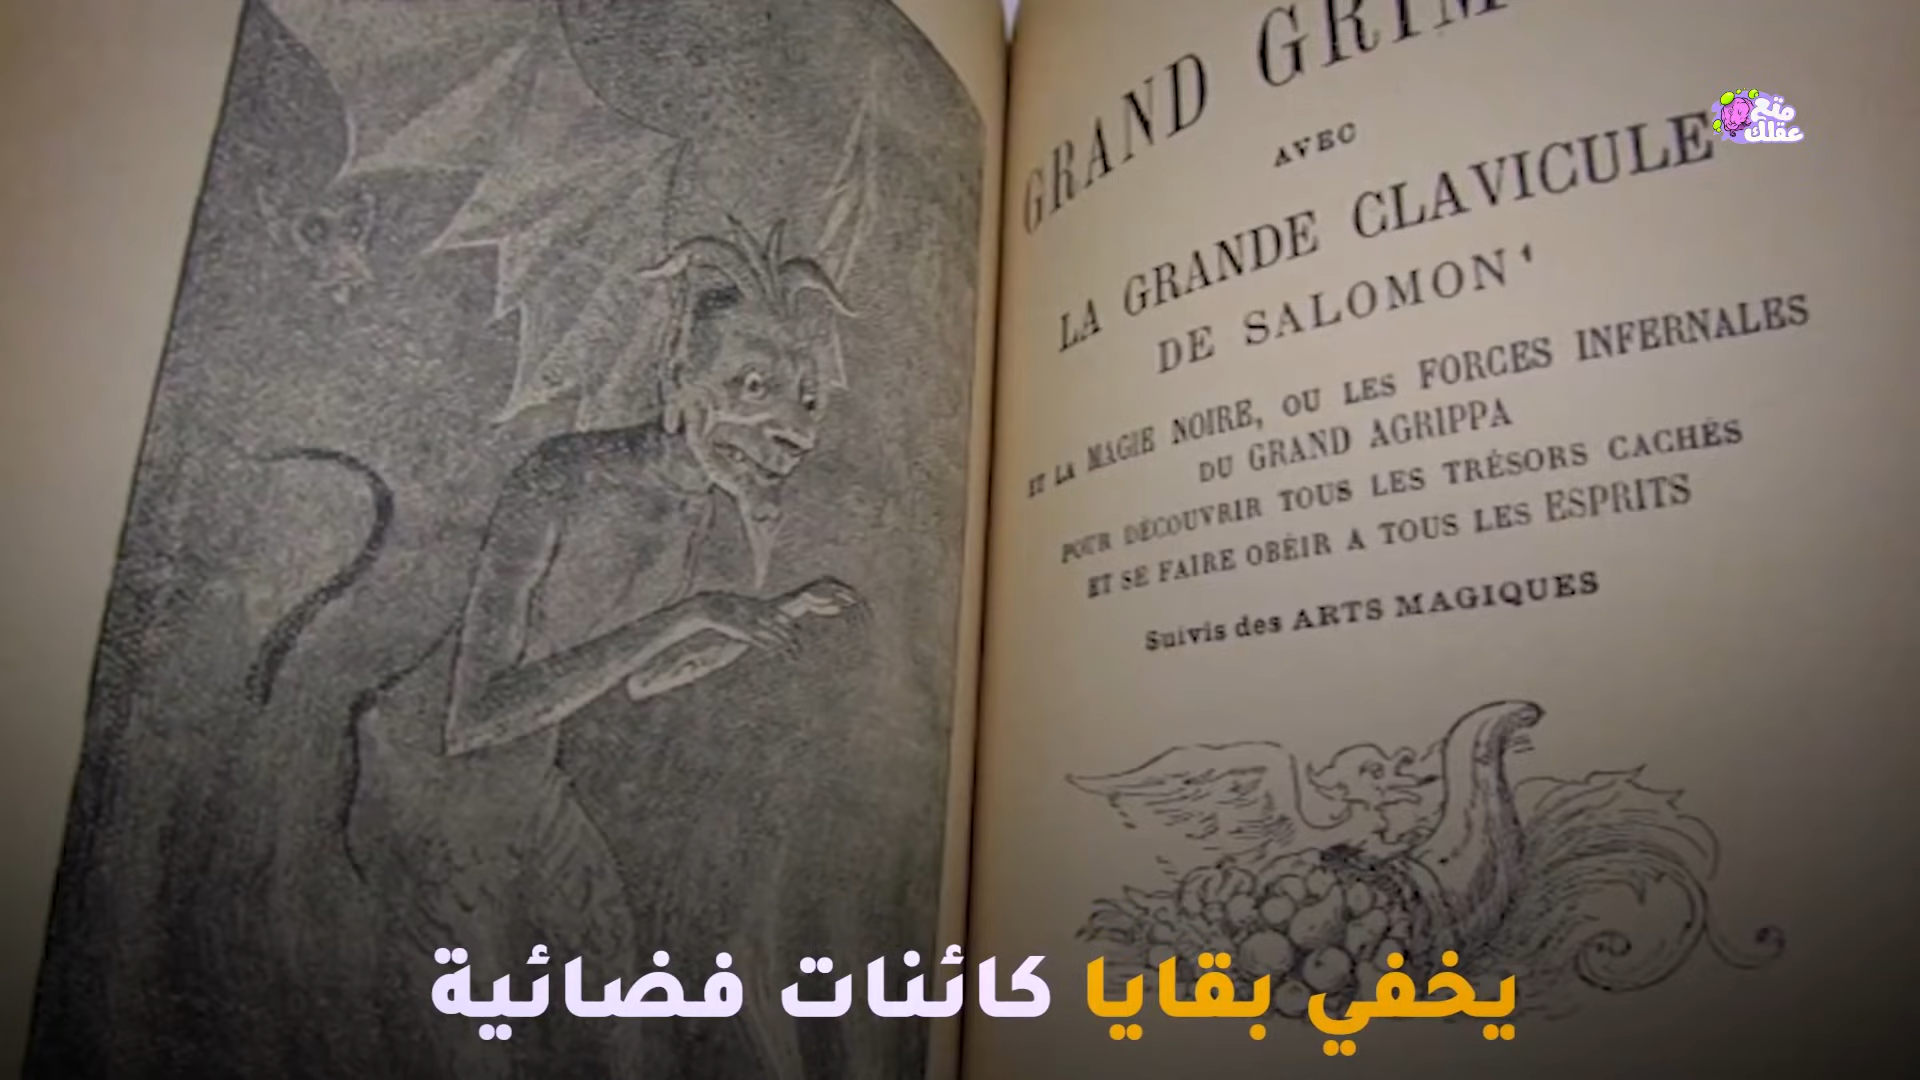 GRAND GRIM
AVEC
LA GRANDE CLAVICULE
DE SALOMON
ET LA MAGIE NOIRE, OU LES FORCES INFERNALES
DU GRAND AGRIPPA
POUR DÉCOUVRIR TOUS LES TRÉSORS CACHÉS
ET SE FAIRE OBÉIR A TOUS LES ESPRITS
Suivis des ARTS MAGIQUES
متع
عقلك
يخفي بقايا كائنات فضائية